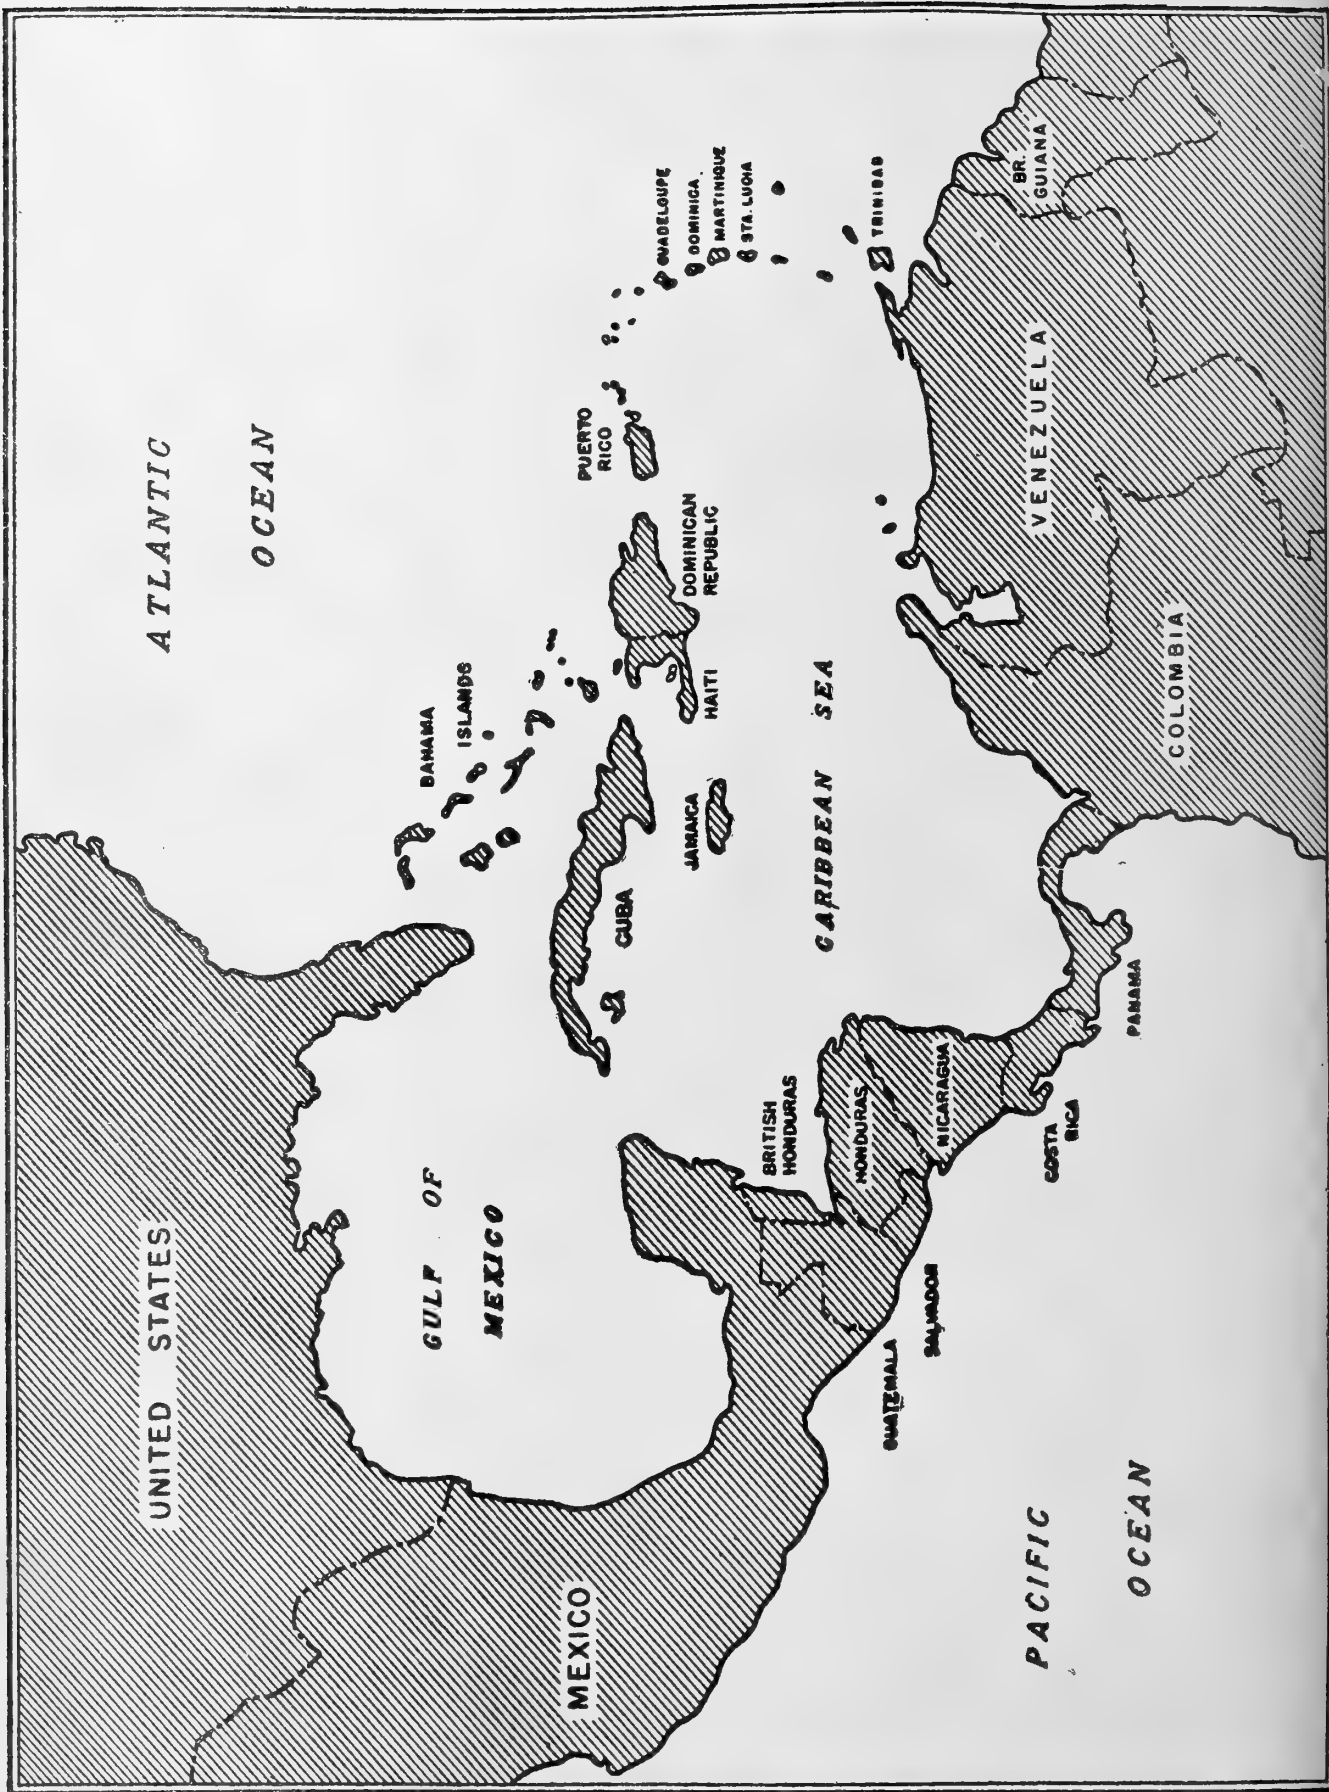 UNITED STATES
ATLANTIC
OCEAN
GULF OF
MEXICO
MEXICO
BAHAMA
ISLANDS
CUBA
JAMAICA
HAITI
DOMINICAN
REPUBLIC
PUERTO
RICO
GUADELOUPE
DOMINICA
MARTINIQUE
STA. LUCIA
TRINIDAD
CARIBBEAN SEA
BRITISH
HONDURAS
HONDURAS
NICARAGUA
GUATEMALA
SALVADOR
COSTA
RICA
PANAMA
COLOMBIA
VENEZUELA
BR.
GUIANA
PACIFIC
OCEAN